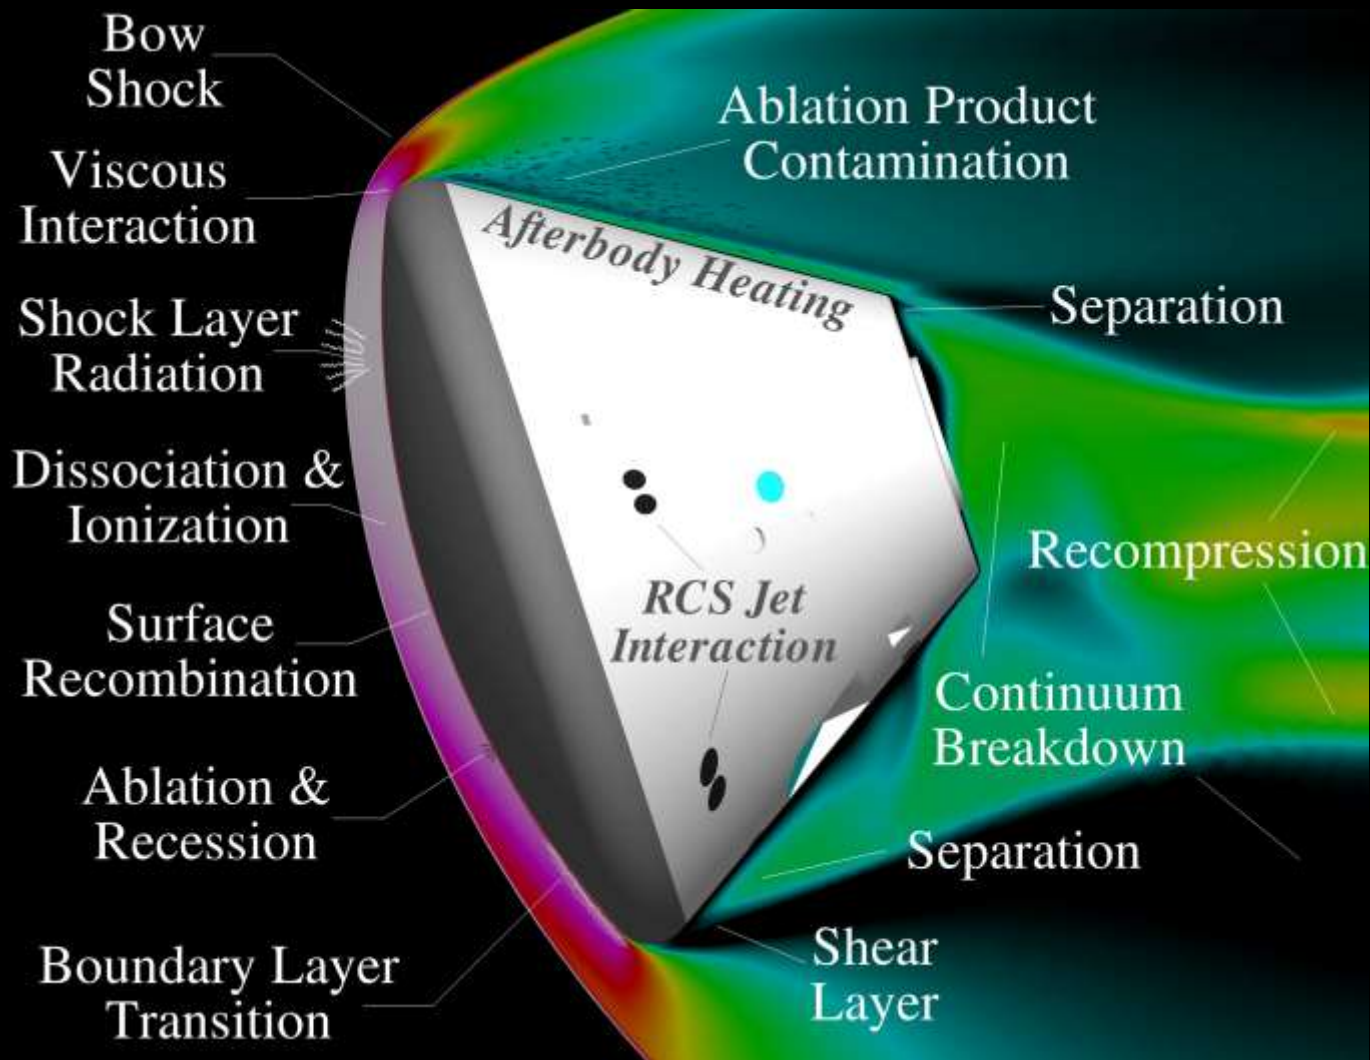 Bow
Shock
Viscous
Interaction
Shock Layer
Radiation
Dissociation &
Ionization
Surface
Recombination
Ablation &
Recession
Boundary Layer
Transition
Ablation Product
Contamination
Afterbody Heating
Separation
RCS Jet
Interaction
Recompression
Continuum
Breakdown
Separation
Shear
Layer